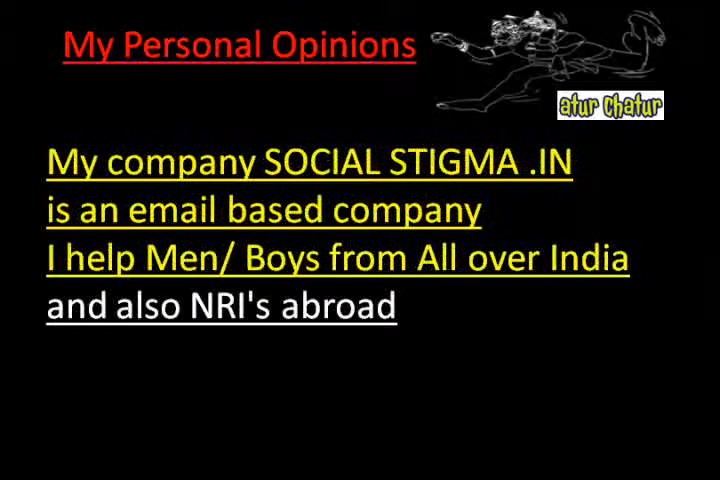 My Personal Opinions
atur chatur
My company SOCIAL STIGMA .IN
is an email based company
I help Men/ Boys from All over India
and also NRI's abroad